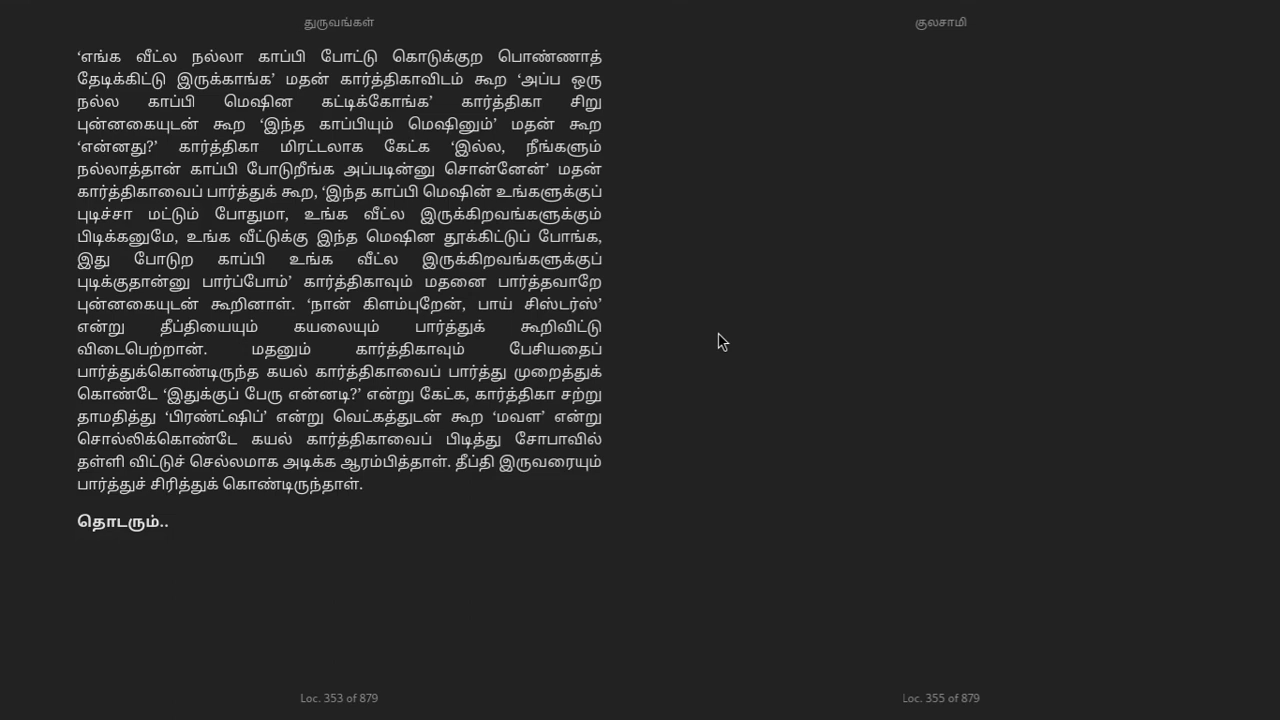 துருவங்கள்
‘எங்க வீட்ல நல்லா காப்பி போட்டு கொடுக்குற பொண்ணாத்
தேடிக்கிட்டு இருக்காங்க’ மதன் கார்த்திகாவிடம் கூற ‘அப்ப ஒரு
நல்ல காப்பி மெஷின கட்டிக்கோங்க’ கார்த்திகா சிறு
புன்னகையுடன் கூற ‘இந்த காப்பியும் மெஷினும்’ மதன் கூற
‘என்னது?’ கார்த்திகா மிரட்டலாக கேட்க ‘இல்ல, நீங்களும்
நல்லாத்தான் காப்பி போடுறீங்க அப்படின்னு சொன்னேன்’ மதன்
கார்த்திகாவைப் பார்த்துக் கூற, ‘இந்த காப்பி மெஷின் உங்களுக்குப்
புடிச்சா மட்டும் போதுமா, உங்க வீட்ல இருக்கிறவங்களுக்கும்
பிடிக்கனுமே, உங்க வீட்டுக்கு இந்த மெஷின தூக்கிட்டுப் போங்க,
இது போடுற காப்பி உங்க வீட்ல இருக்கிறவங்களுக்குப்
புடிக்குதான்னு பார்ப்போம்’ கார்த்திகாவும் மதனை பார்த்தவாறே
புன்னகையுடன் கூறினாள். ‘நான் கிளம்புறேன், பாய் சிஸ்டர்ஸ்’
என்று தீப்தியையும் கயலையும் பார்த்துக் கூறிவிட்டு
விடைபெற்றான். மதனும் கார்த்திகாவும் பேசியதைப்
பார்த்துக்கொண்டிருந்த கயல் கார்த்திகாவைப் பார்த்து முறைத்துக்
கொண்டே ‘இதுக்குப் பேரு என்னடி?’ என்று கேட்க, கார்த்திகா சற்று
தாமதித்து ‘பிரண்ட்ஷிப்’ என்று வெட்கத்துடன் கூற ‘மவள’ என்று
சொல்லிக்கொண்டே கயல் கார்த்திகாவைப் பிடித்து சோபாவில்
தள்ளி விட்டுச் செல்லமாக அடிக்க ஆரம்பித்தாள். தீப்தி இருவரையும்
பார்த்துச் சிரித்துக் கொண்டிருந்தாள்.
தொடரும்..
Loc. 353 of 879
குலசாமி
Loc. 355 of 879